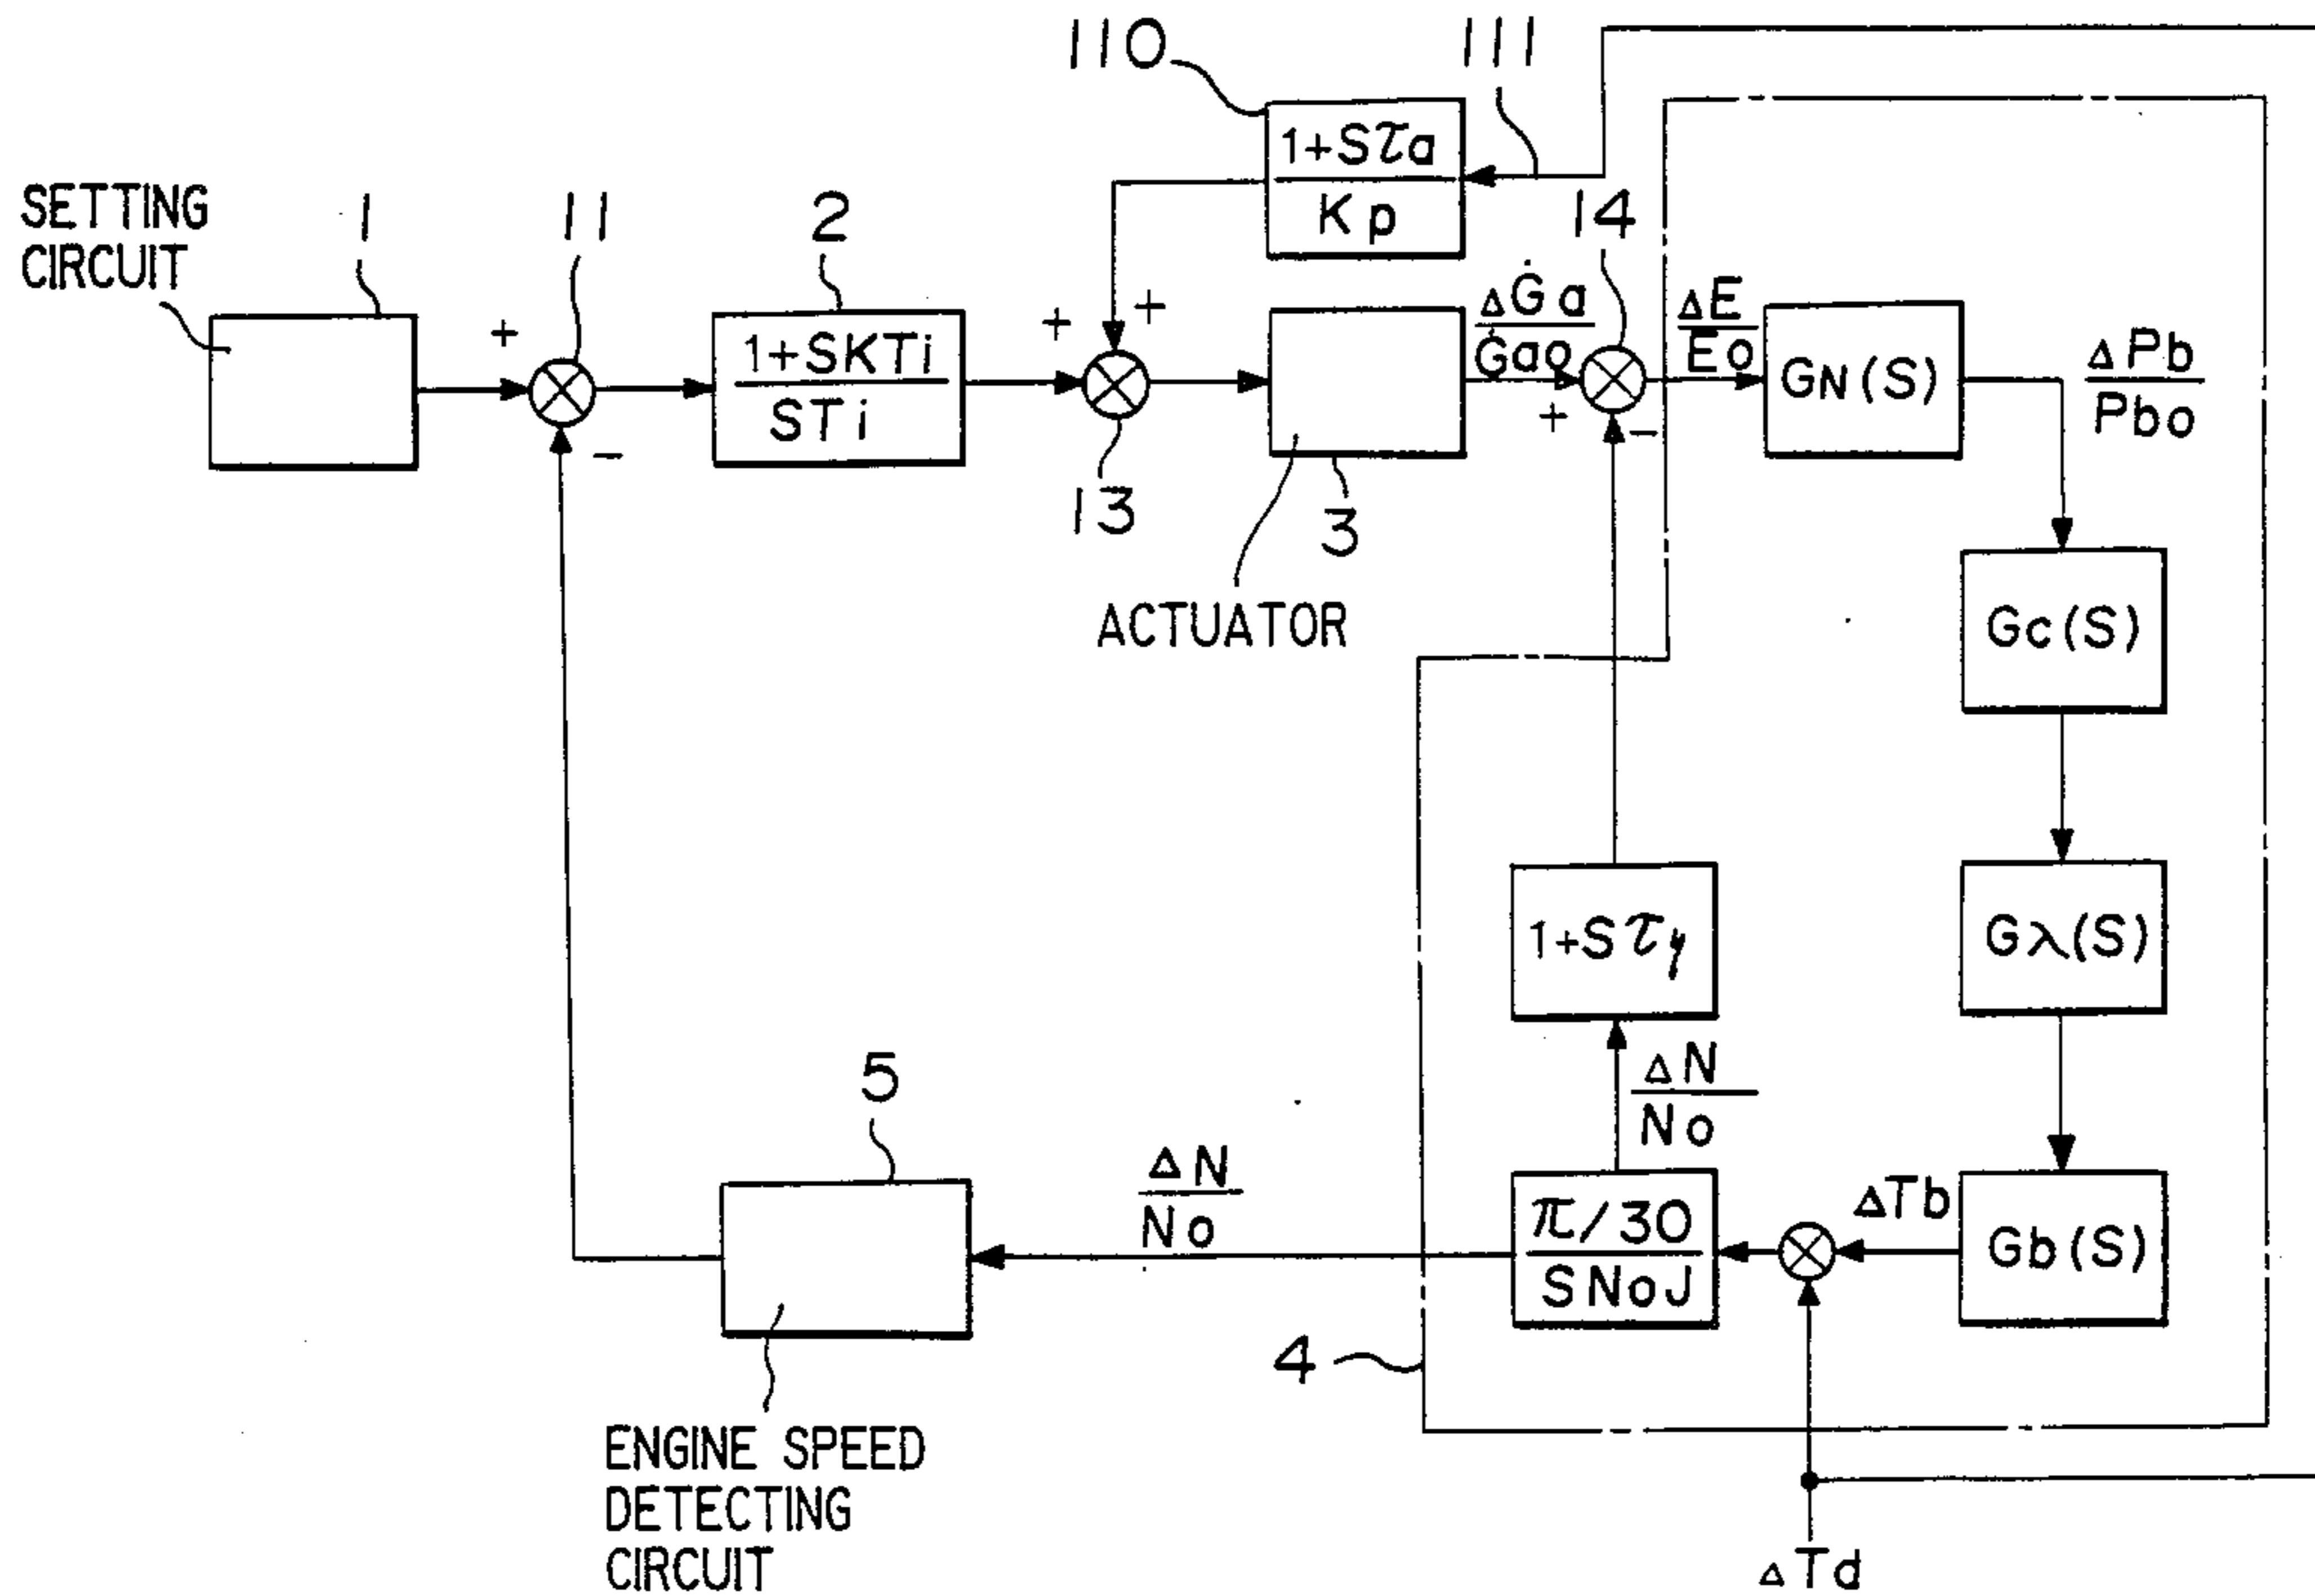 110
111
1+Sτa
Kp
SETTING
CIRCUIT
1
11
2
14
+
+
+
1+SKTi
STi
ΔĠa
Ġao
ΔE
Eo
GN(S)
ΔPb
Pbo
+
−
−
13
3
ACTUATOR
Gc(S)
1+Sτy
Gλ(S)
5
ΔN
No
ΔN
No
π/30
SNoJ
ΔTb
Gb(S)
4
ENGINE SPEED
DETECTING
CIRCUIT
ΔTd